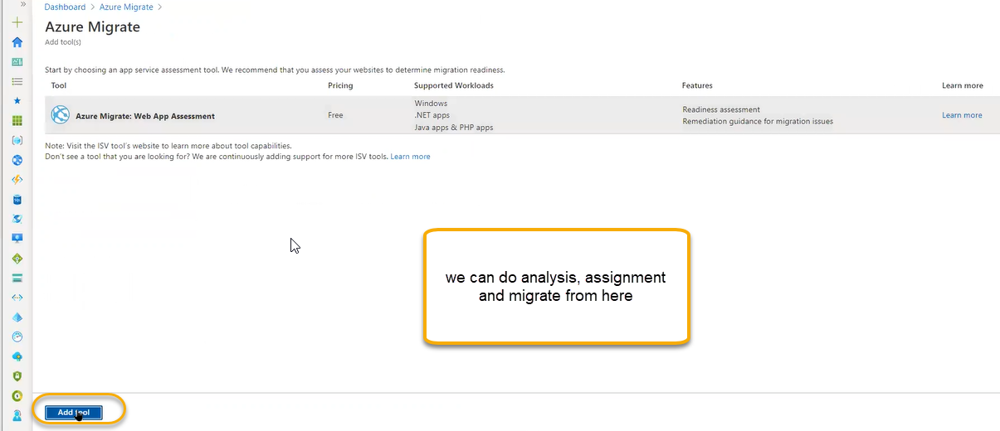 Dashboard > Azure Migrate >
Azure Migrate
Add tool(s)
Start by choosing an app service assessment tool. We recommend that you assess your websites to determine migration readiness.
Tool Pricing Supported Workloads Features Learn more
Windows
Azure Migrate: Web App Assessment Free .NET apps Readiness assessment Learn more
Java apps & PHP apps Remediation guidance for migration issues
Note: Visit the ISV tool's website to learn more about tool capabilities.
Don't see a tool that you are looking for? We are continuously adding support for more ISV tools. Learn more
we can do analysis, assignment
and migrate from here
Add tool